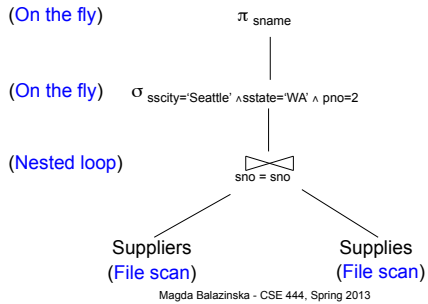 (On the fly) π sname
(On the fly) σ sscity=‘Seattle’ ∧sstate=‘WA’ ∧ pno=2
(Nested loop)
sno = sno
Suppliers Supplies
(File scan) (File scan)
Magda Balazinska - CSE 444, Spring 2013